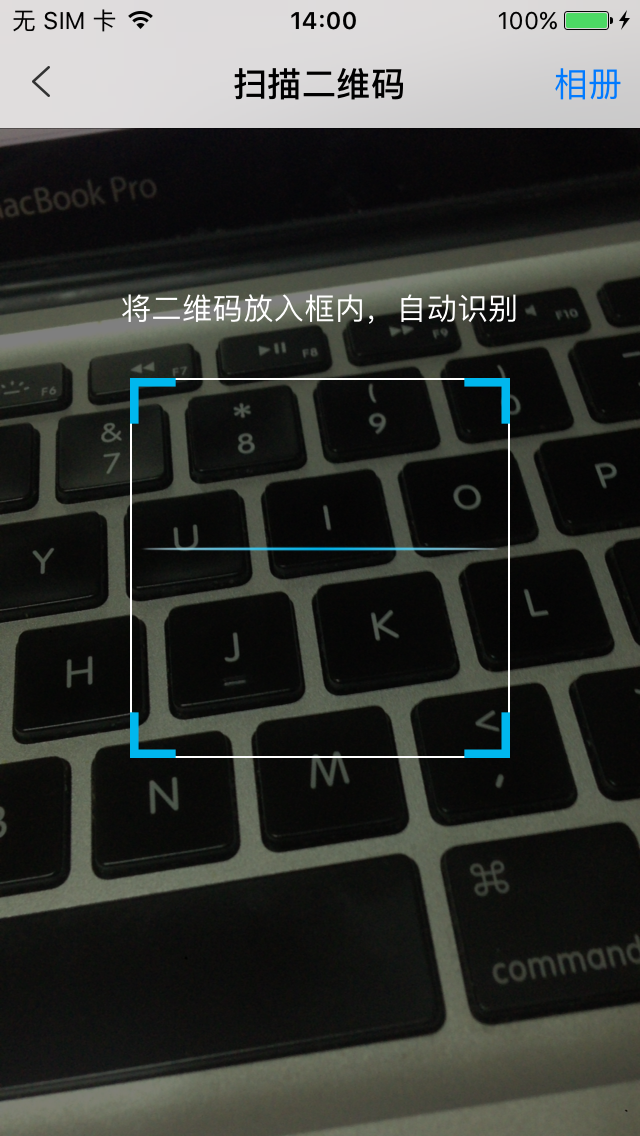 无 SIM 卡 14:00 100%
扫描二维码 相册
acBook Pro
将二维码放入框内，自动识别
F6 F7 F8 F9 F10
& 7 * 8 ( 9 )
Y U I O P
H J K L
N M < ,
⌘
command